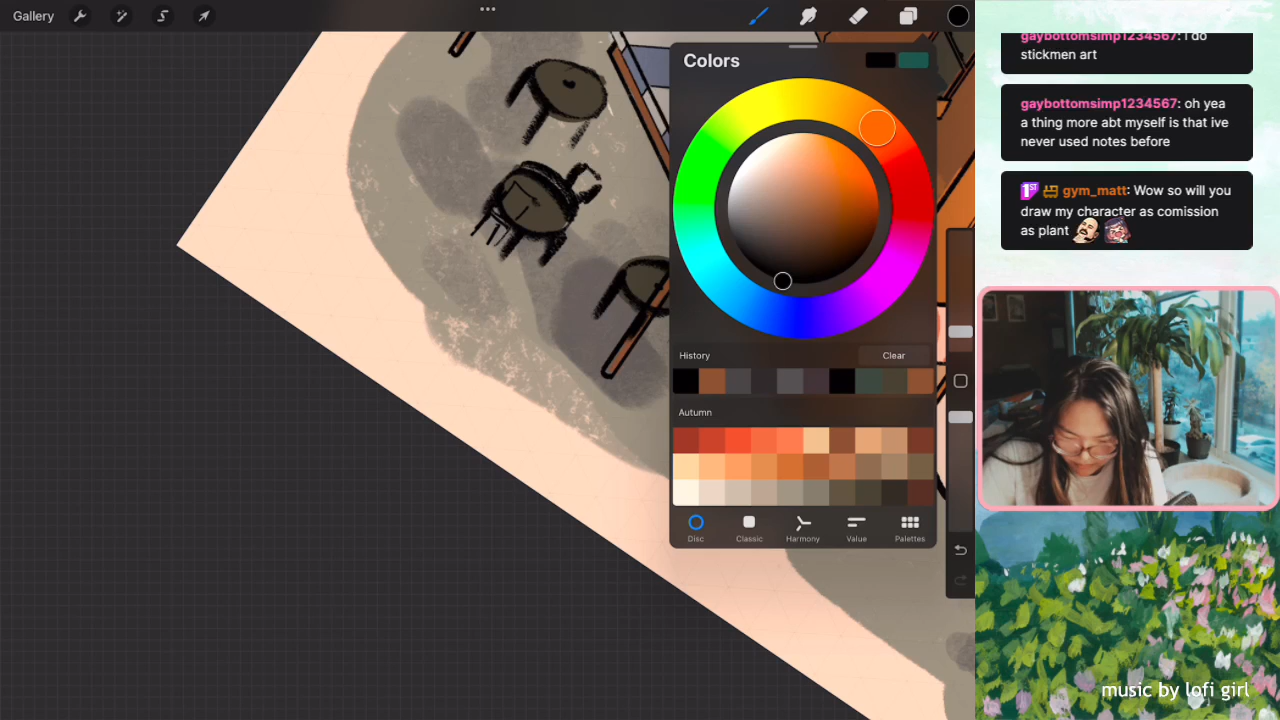 Gallery
Colors
History
Clear
Autumn
Disc
Classic
Harmony
Value
Palettes
gaybottomsimp1234567: i do
stickmen art
gaybottomsimp1234567: oh yea
a thing more abt myself is that ive
never used notes before
1ST gym_matt: Wow so will you
draw my character as comission
as plant
music by lofi girl